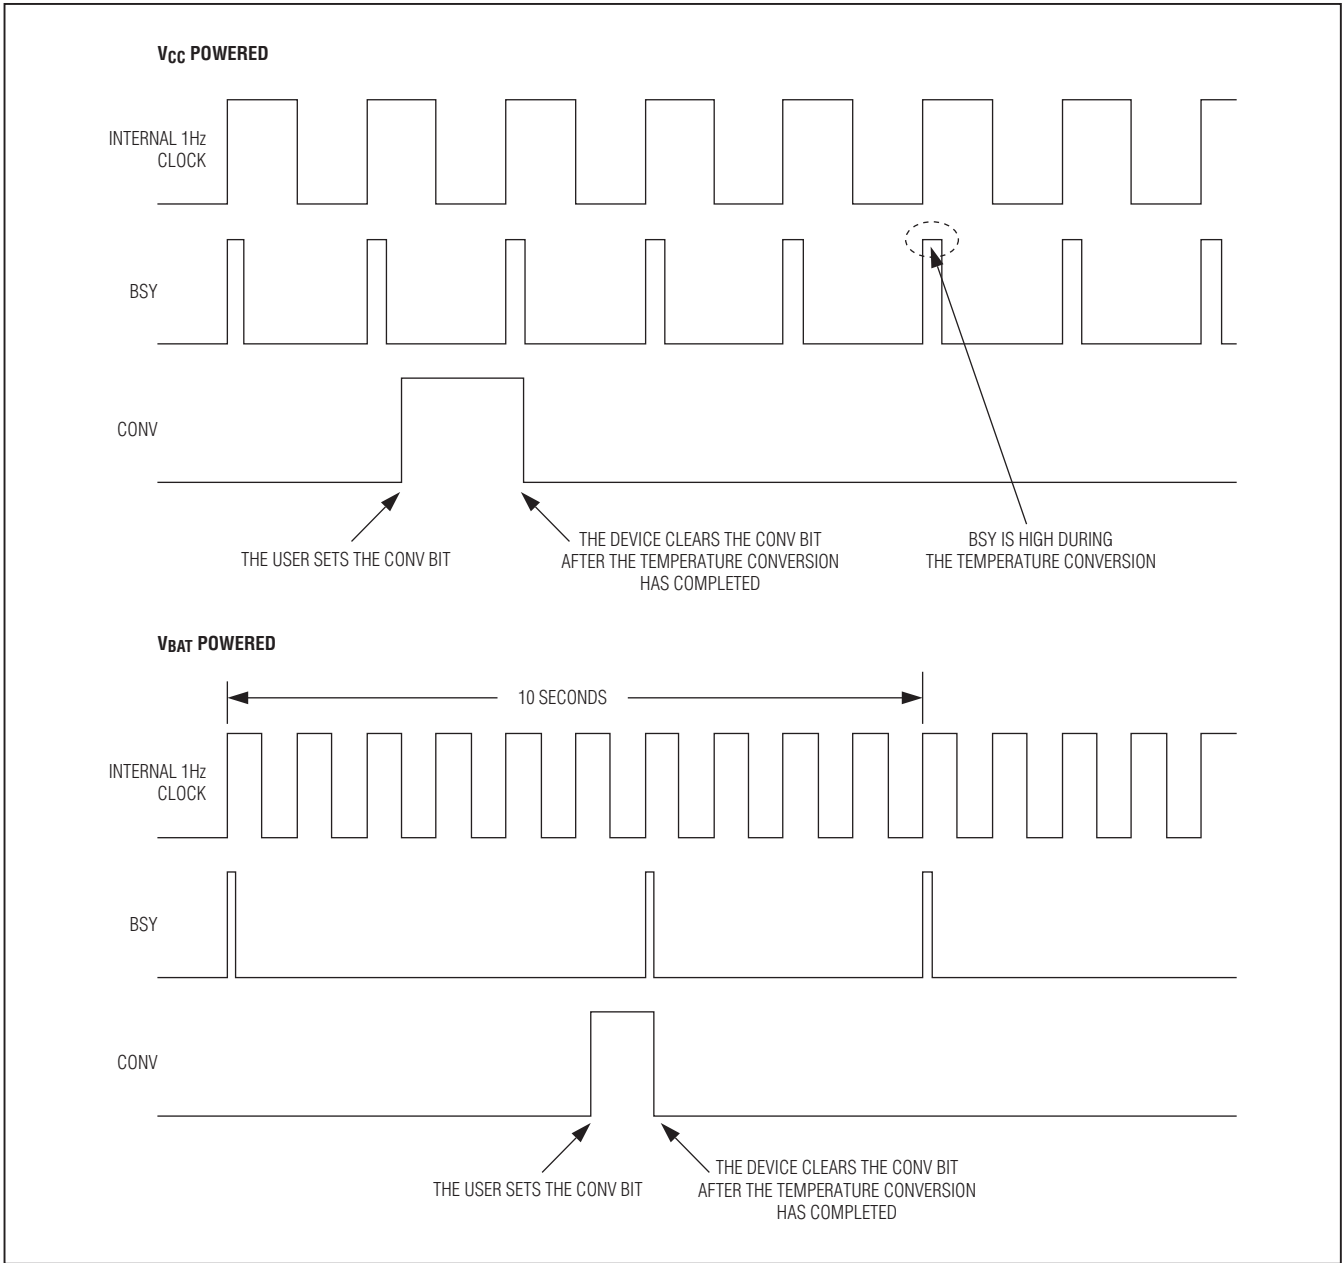 VCC POWERED
INTERNAL 1Hz
CLOCK
BSY
CONV
THE USER SETS THE CONV BIT
THE DEVICE CLEARS THE CONV BIT
AFTER THE TEMPERATURE CONVERSION
HAS COMPLETED
BSY IS HIGH DURING
THE TEMPERATURE CONVERSION
VBAT POWERED
10 SECONDS
INTERNAL 1Hz
CLOCK
BSY
CONV
THE USER SETS THE CONV BIT
THE DEVICE CLEARS THE CONV BIT
AFTER THE TEMPERATURE CONVERSION
HAS COMPLETED